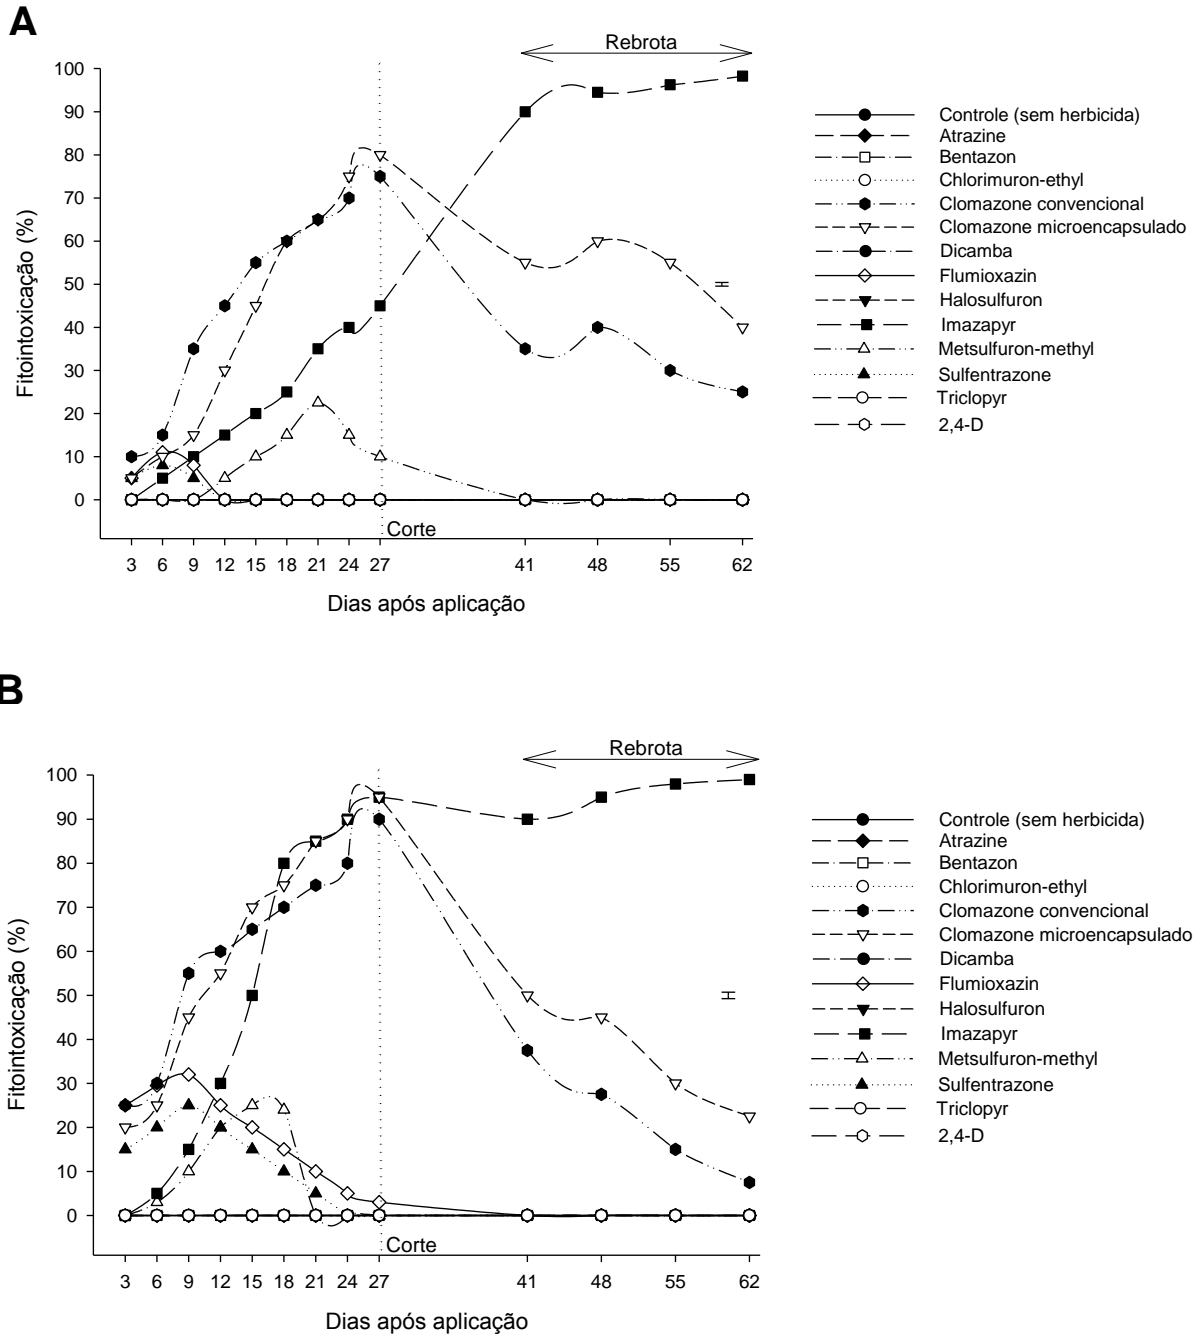 A
Rebrota
100
90
80
70
60
50
40
30
20
10
0
Fitointoxicação (%)
Corte
3 6 9 12 15 18 21 24 27 41 48 55 62
Dias após aplicação
Controle (sem herbicida)
Atrazine
Bentazon
Chlorimuron-ethyl
Clomazone convencional
Clomazone microencapsulado
Dicamba
Flumioxazin
Halosulfuron
Imazapyr
Metsulfuron-methyl
Sulfentrazone
Triclopyr
2,4-D
B
Rebrota
100
90
80
70
60
50
40
30
20
10
0
Fitointoxicação (%)
Corte
3 6 9 12 15 18 21 24 27 41 48 55 62
Dias após aplicação
Controle (sem herbicida)
Atrazine
Bentazon
Chlorimuron-ethyl
Clomazone convencional
Clomazone microencapsulado
Dicamba
Flumioxazin
Halosulfuron
Imazapyr
Metsulfuron-methyl
Sulfentrazone
Triclopyr
2,4-D